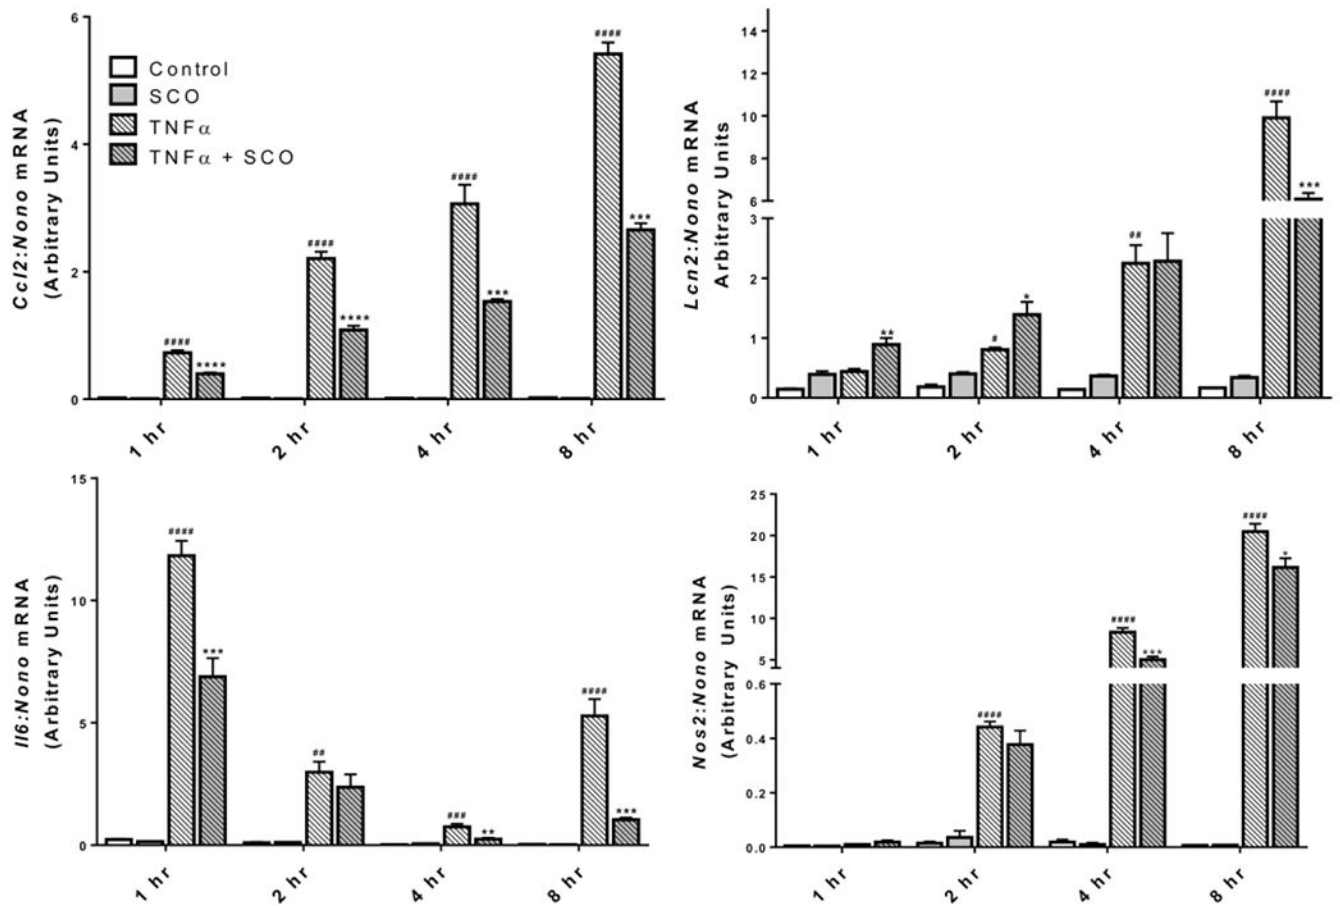 Ccl2:Nono mRNA
(Arbitrary Units)
6
4
2
0
Control
SCO
TNFα
TNFα + SCO
####
****
####
****
####
***
####
***
1 hr
2 hr
4 hr
8 hr
Lcn2:Nono mRNA
Arbitrary Units
14
12
10
8
6
3
2
1
0
**
#
*
##
####
***
1 hr
2 hr
4 hr
8 hr
Il6:Nono mRNA
(Arbitrary Units)
15
10
5
0
####
***
##
###
**
####
***
1 hr
2 hr
4 hr
8 hr
Nos2:Nono mRNA
(Arbitrary Units)
25
20
15
10
5
0.6
0.4
0.2
0.0
####
####
***
####
*
1 hr
2 hr
4 hr
8 hr